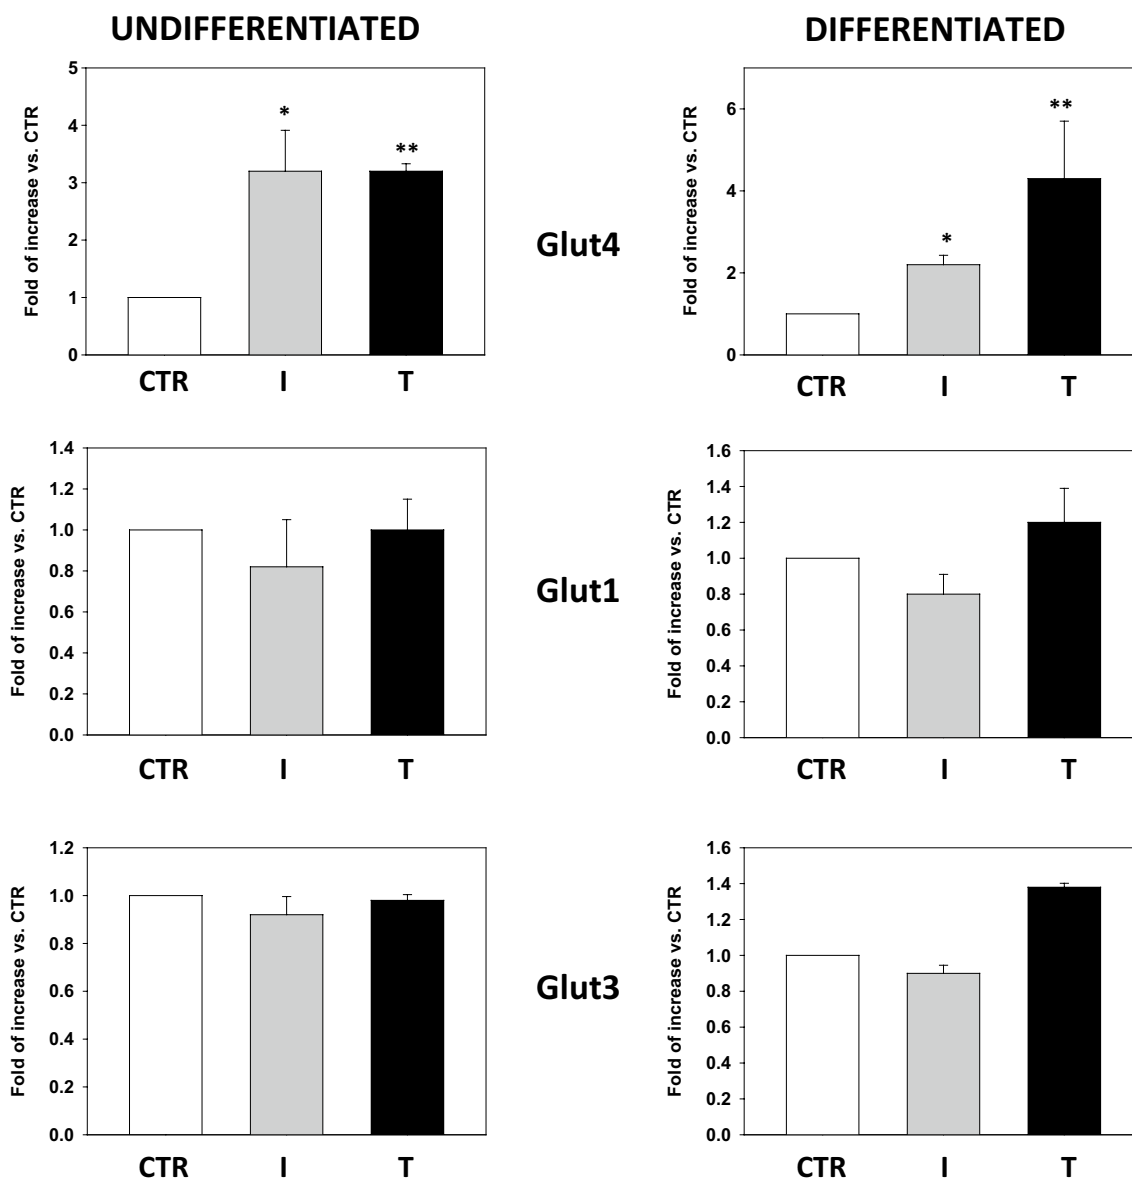 UNDIFFERENTIATED
DIFFERENTIATED
Fold of increase vs. CTR
5
4
3
2
1
0
*
**
CTR I T
Glut4
Fold of increase vs. CTR
6
4
2
0
*
**
CTR I T
Fold of increase vs. CTR
1.4
1.2
1.0
0.8
0.6
0.4
0.2
0.0
CTR I T
Glut1
Fold of increase vs. CTR
1.6
1.4
1.2
1.0
0.8
0.6
0.4
0.2
0.0
CTR I T
Fold of increase vs. CTR
1.2
1.0
0.8
0.6
0.4
0.2
0.0
CTR I T
Glut3
Fold of increase vs. CTR
1.6
1.4
1.2
1.0
0.8
0.6
0.4
0.2
0.0
CTR I T